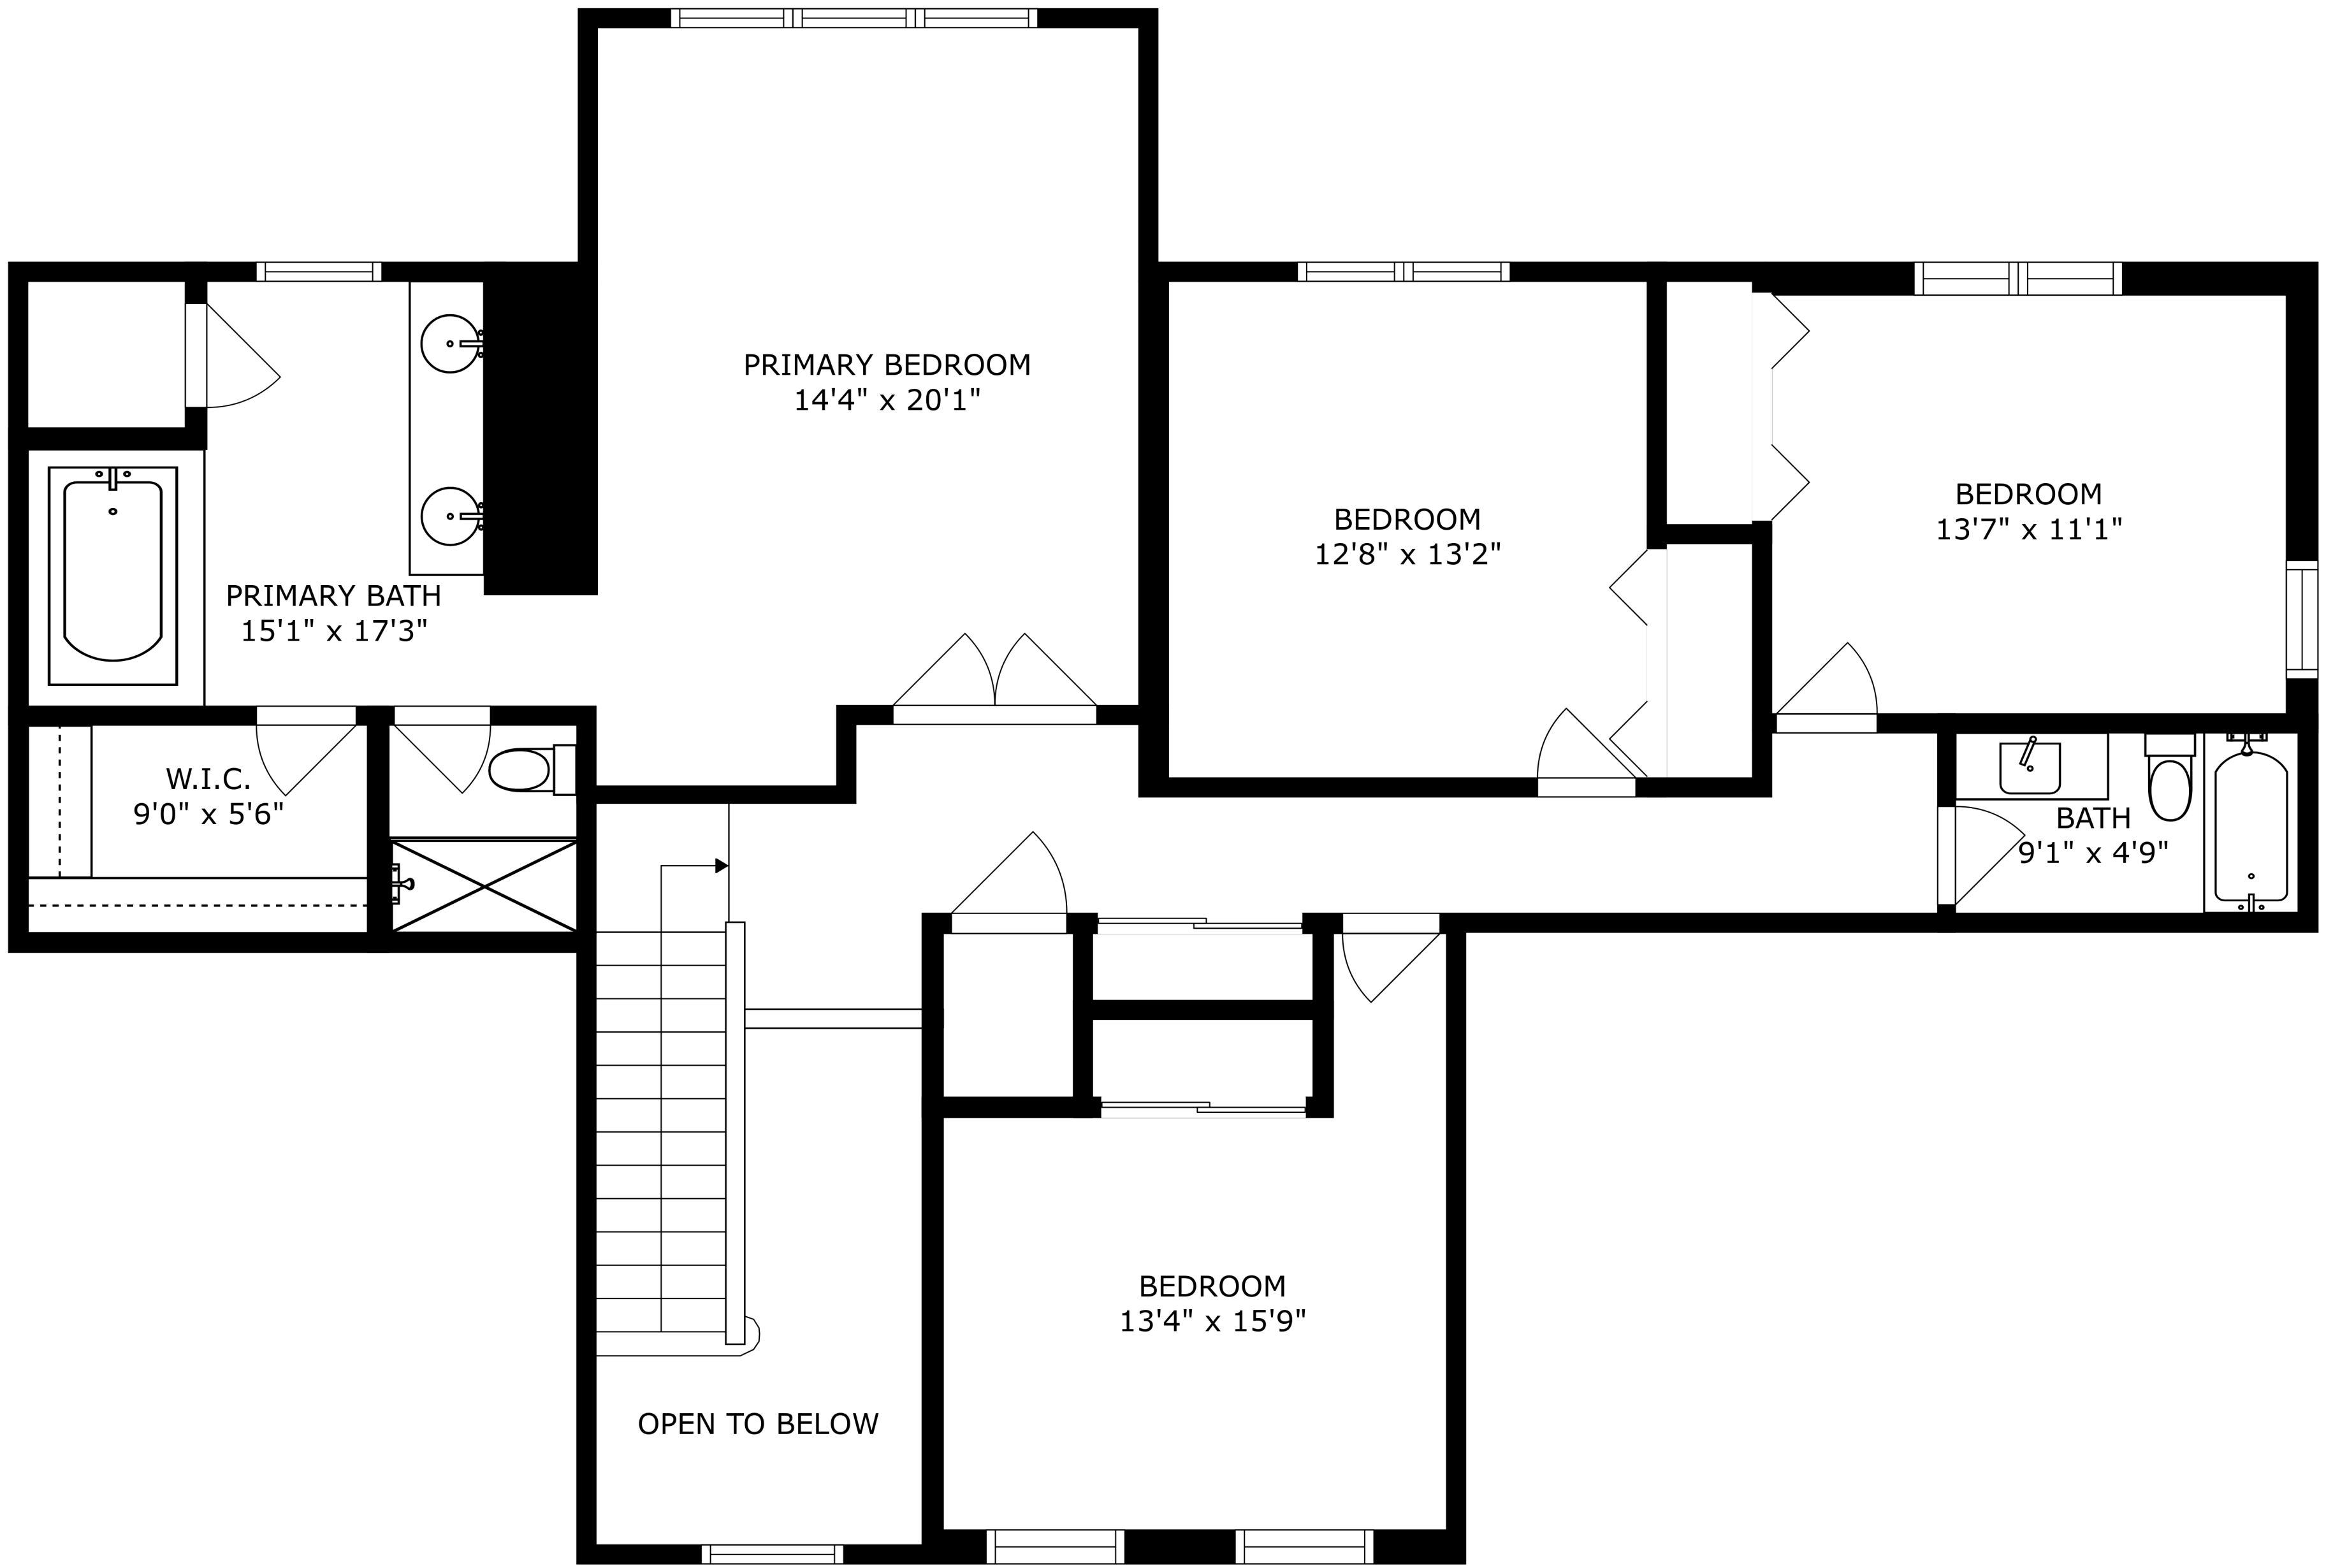 PRIMARY BEDROOM
14'4" x 20'1"
BEDROOM
13'7" x 11'1"
BEDROOM
12'8" x 13'2"
PRIMARY BATH
15'1" x 17'3"
W.I.C.
9'0" x 5'6"
BATH
9'1" x 4'9"
BEDROOM
13'4" x 15'9"
OPEN TO BELOW